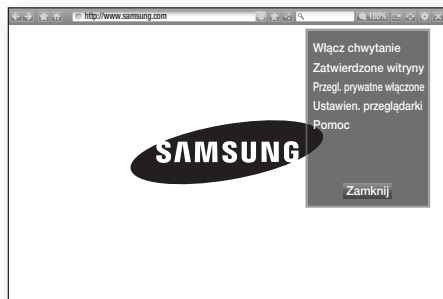 http://www.samsung.com
100%
Włącz chwytanie
Zatwierdzone witryny
Przegl. prywatne włączone
Ustawien. przeglądarki
Pomoc
SAMSUNG
Zamknij